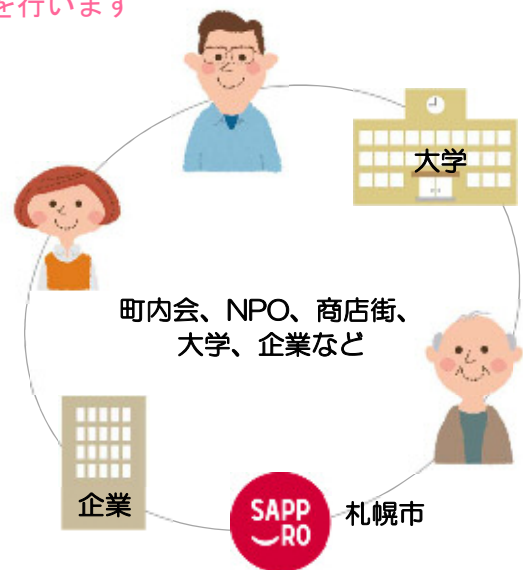 を行います
大学
町内会、NPO、商店街、
大学、企業など
企業
SAPP
RO
札幌市